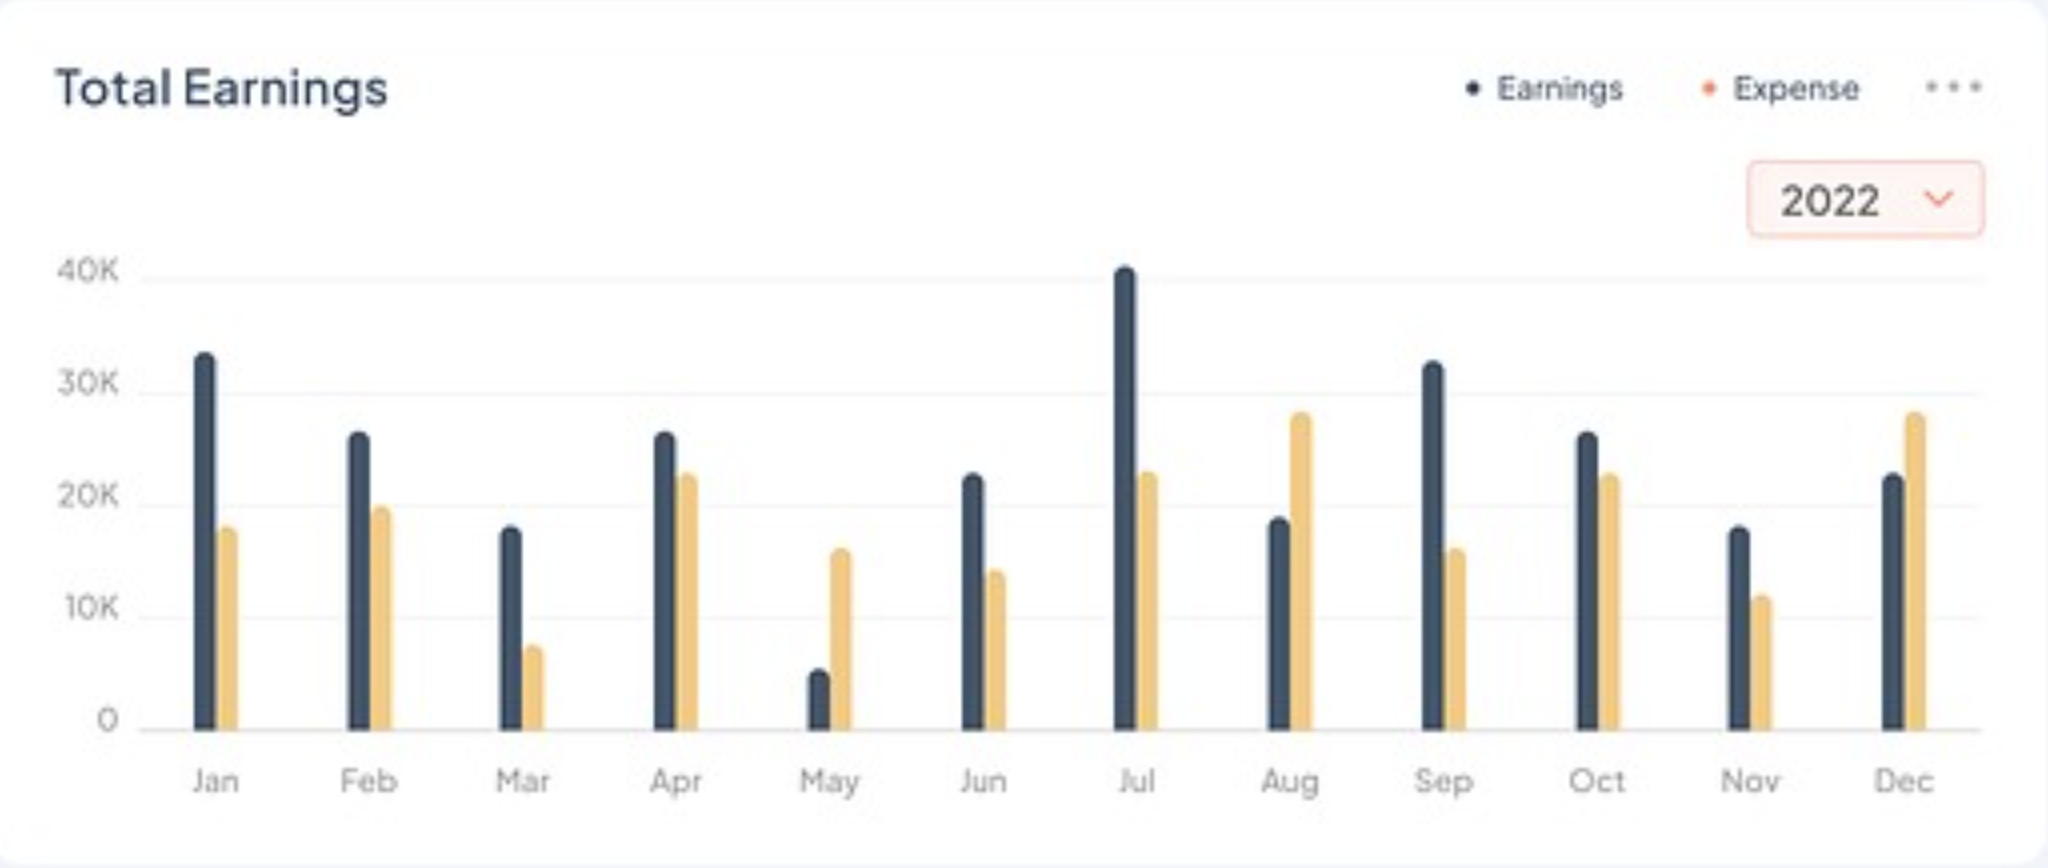 Total Earnings
Earnings
Expense
2022
40K
30K
20K
10K
0
Jan Feb Mar Apr May Jun Jul Aug Sep Oct Nov Dec